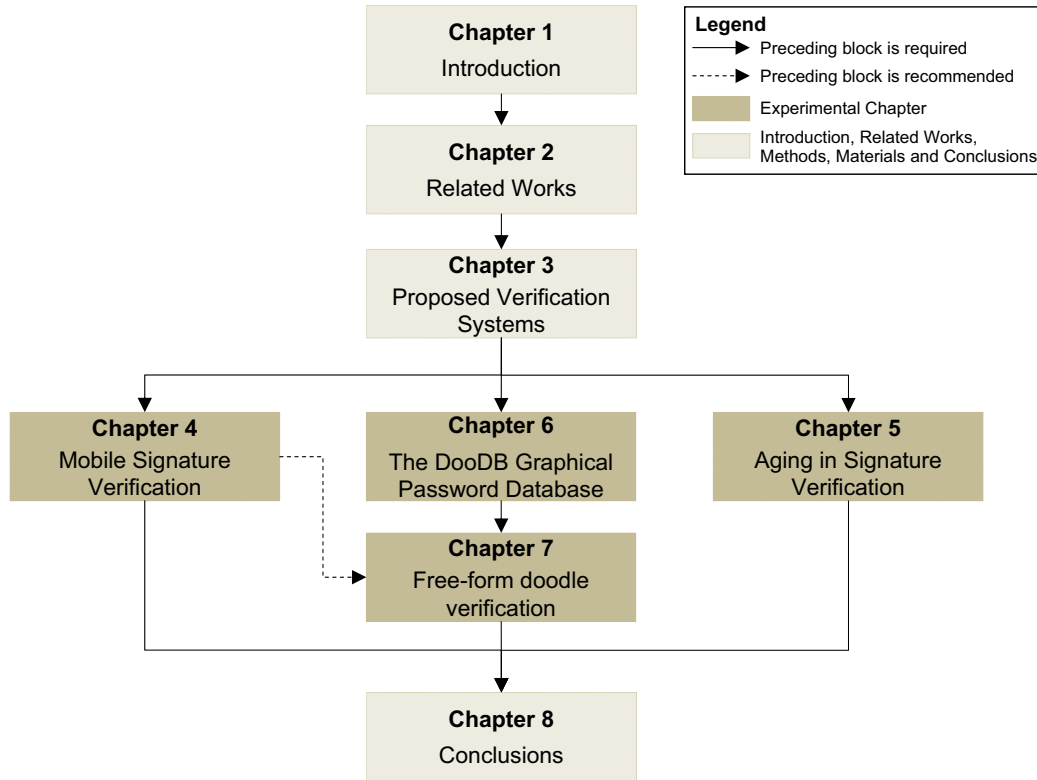 Chapter 1
Introduction
Legend
Preceding block is required
Preceding block is recommended
Experimental Chapter
Introduction, Related Works,
Methods, Materials and Conclusions
Chapter 2
Related Works
Chapter 3
Proposed Verification
Systems
Chapter 4
Mobile Signature
Verification
Chapter 6
The DooDB Graphical
Password Database
Chapter 5
Aging in Signature
Verification
Chapter 7
Free-form doodle
verification
Chapter 8
Conclusions